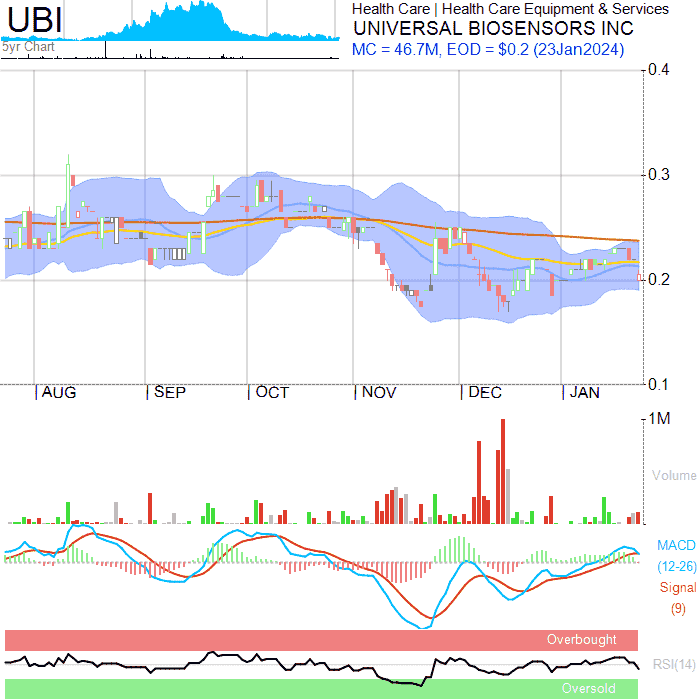 UBI
5yr Chart
Health Care | Health Care Equipment & Services
UNIVERSAL BIOSENSORS INC
MC = 46.7M, EOD = $0.2 (23Jan2024)
0.4
0.3
0.2
0.1
AUG SEP OCT NOV DEC JAN
1M
Volume
MACD
(12-26)
Signal
(9)
Overbought
RSI(14)
Oversold